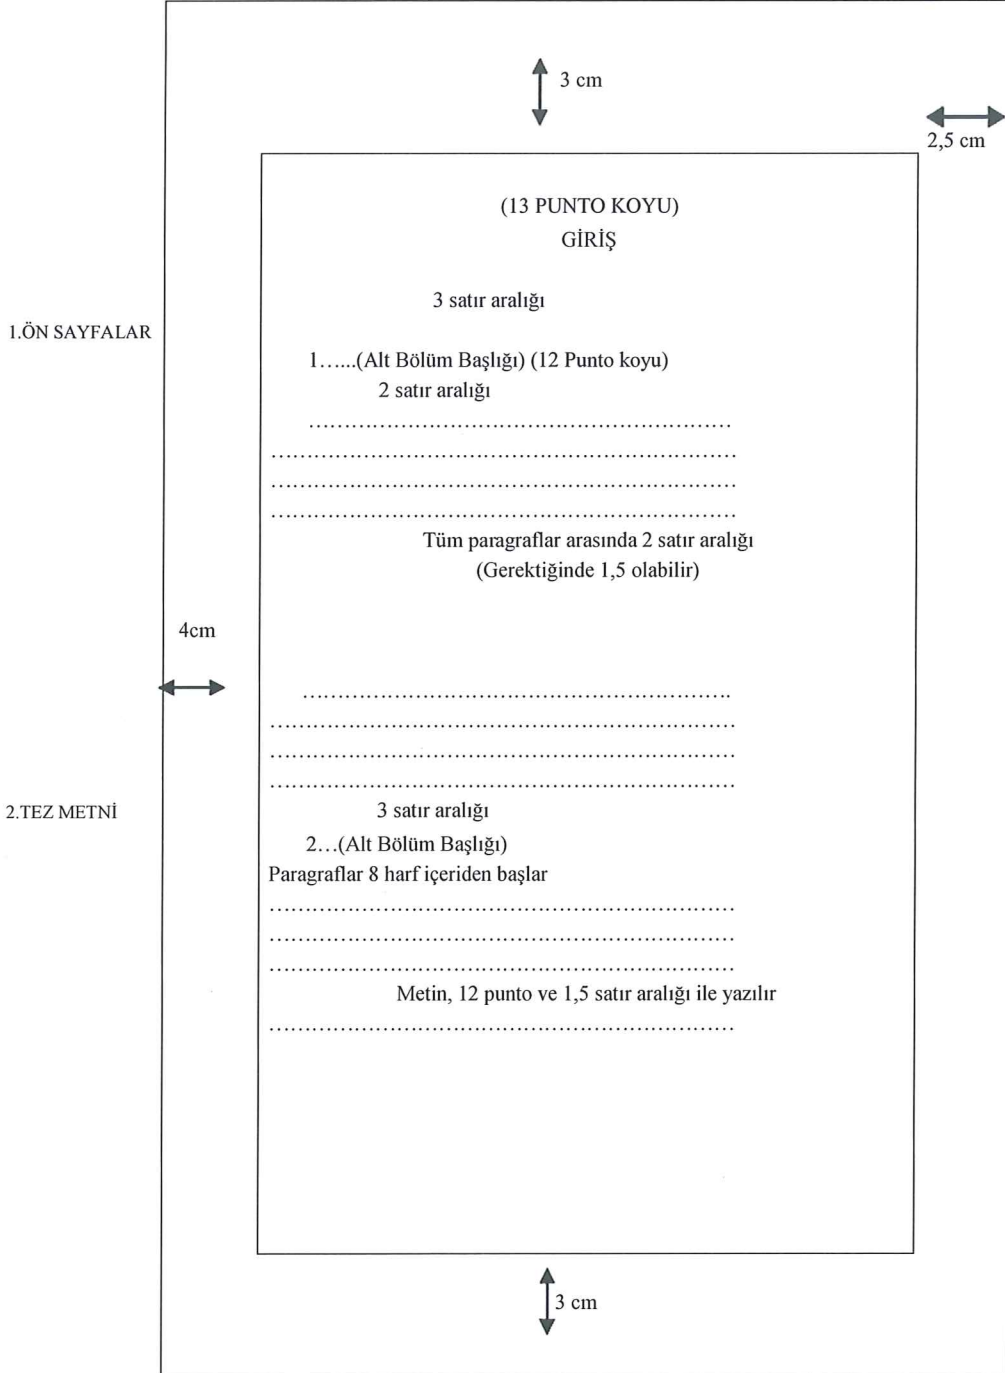 3 cm
2,5 cm
(13 PUNTO KOYU)
GİRİŞ
3 satır aralığı
1.ÖN SAYFALAR
1…...(Alt Bölüm Başlığı) (12 Punto koyu)
2 satır aralığı
……………………………………………………
…………………………………………………………
…………………………………………………………
…………………………………………………………
Tüm paragraflar arasında 2 satır aralığı
(Gerektiğinde 1,5 olabilir)
4cm
……………………………………………………
…………………………………………………………
…………………………………………………………
…………………………………………………………
2.TEZ METNİ
3 satır aralığı
2…(Alt Bölüm Başlığı)
Paragraflar 8 harf içeriden başlar
…………………………………………………………
…………………………………………………………
…………………………………………………………
Metin, 12 punto ve 1,5 satır aralığı ile yazılır
…………………………………………………………
3 cm